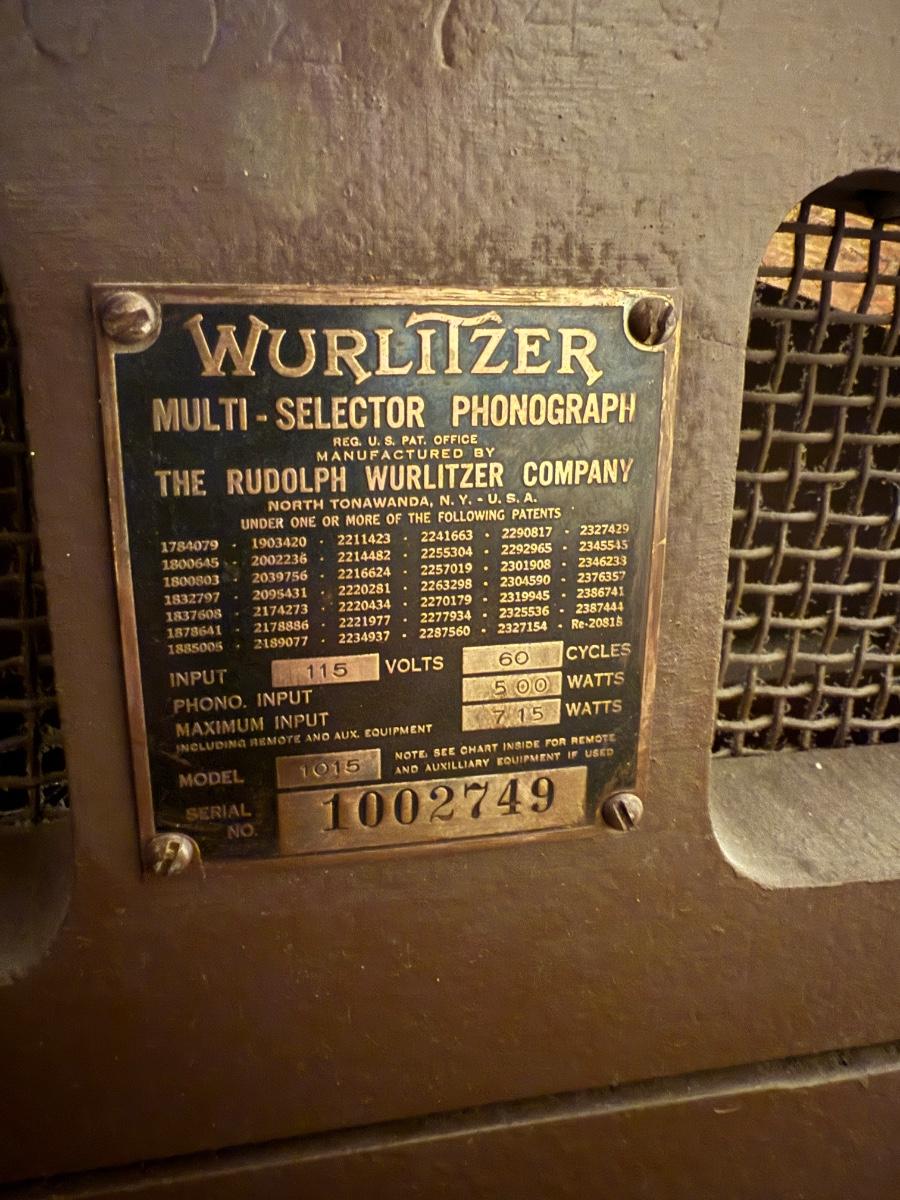 WURLITZER
MULTI-SELECTOR PHONOGRAPH
REG. U. S. PAT. OFFICE
MANUFACTURED BY
THE RUDOLPH WURLITZER COMPANY
NORTH TONAWANDA, N. Y. - U. S. A.
UNDER ONE OR MORE OF THE FOLLOWING PATENTS
1784079 · 1903420 · 2211423 · 2241663 · 2290817 · 2327429
1800645 · 2002236 · 2214482 · 2255304 · 2292965 · 2345545
1800803 · 2039756 · 2216624 · 2257019 · 2301908 · 2346233
1832797 · 2095431 · 2220281 · 2263298 · 2304590 · 2376357
1837608 · 2174273 · 2220434 · 2270179 · 2319945 · 2386741
1878641 · 2178886 · 2221977 · 2277934 · 2325536 · 2387444
1885005 · 2189077 · 2234937 · 2287560 · 2327154 ·
INPUT 115 VOLTS 60 CYCLES
PHONO. INPUT 500 WATTS
MAXIMUM INPUT 715 WATTS
INCLUDING REMOTE AND AUX. EQUIPMENT
MODEL 1015
NOTE: SEE CHART INSIDE FOR REMOTE
AND AUXILLIARY EQUIPMENT IF USED
SERIAL NO. 1002749